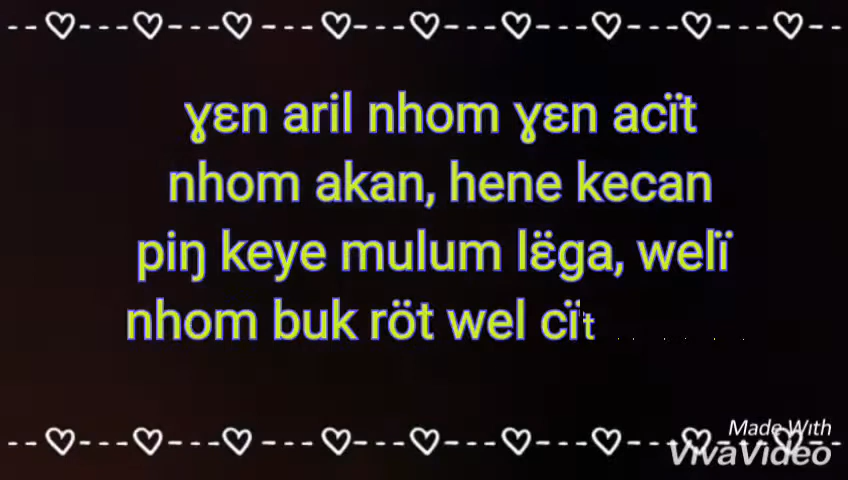 ɣɛn aril nhom ɣɛn acït
nhom akan, hene kecan
piŋ keye mulum lɛ̈ga, welï
nhom buk röt wel cït
Made With
VivaVideo